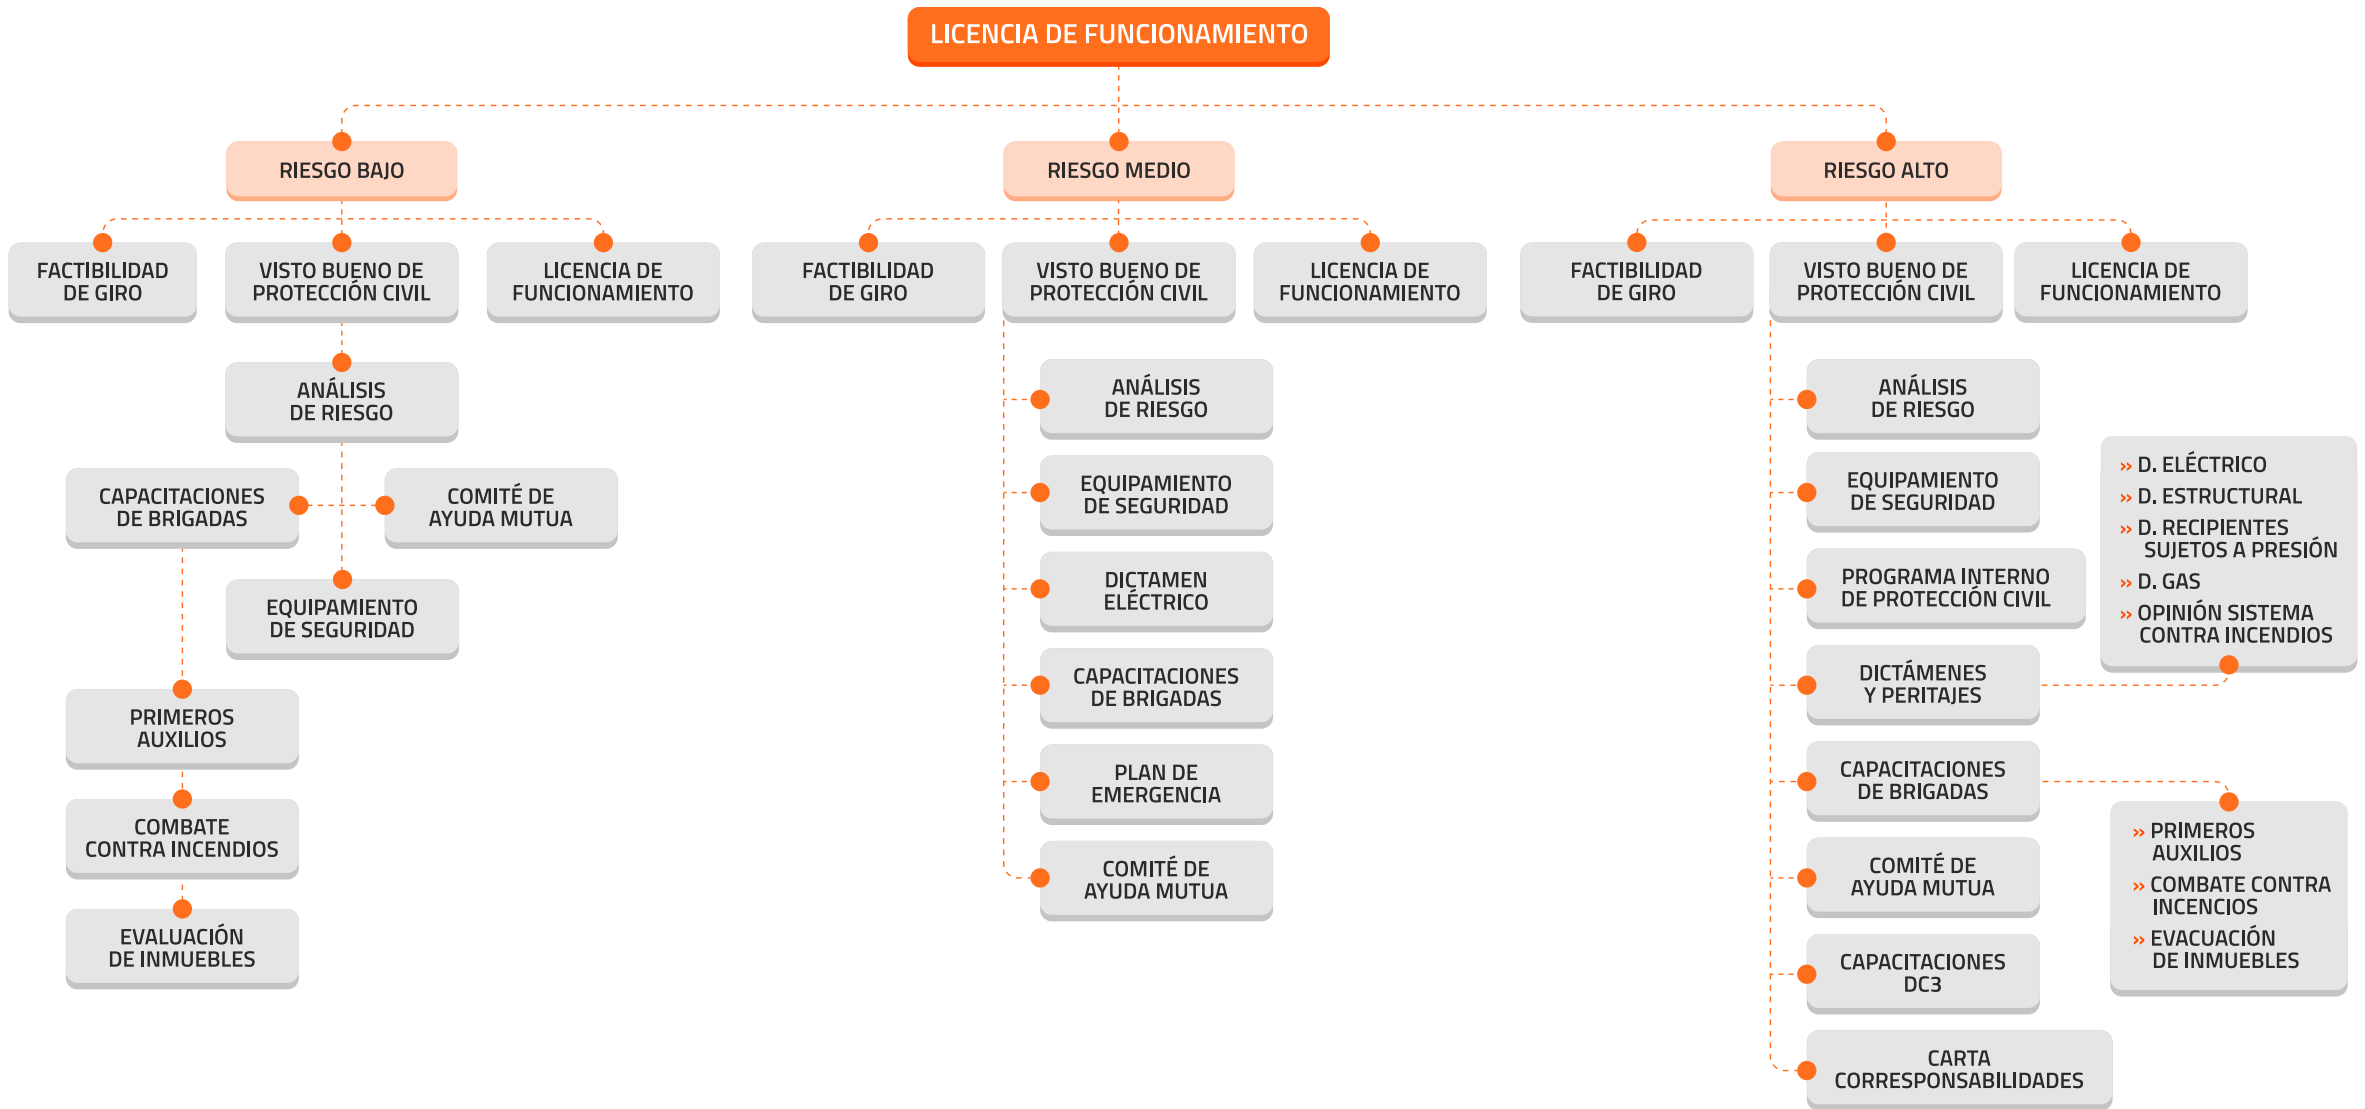 LICENCIA DE FUNCIONAMIENTO
RIESGO BAJO
RIESGO MEDIO
RIESGO ALTO
FACTIBILIDAD
DE GIRO
VISTO BUENO DE
PROTECCIÓN CIVIL
LICENCIA DE
FUNCIONAMIENTO
ANÁLISIS
DE RIESGO
CAPACITACIONES
DE BRIGADAS
COMITÉ DE
AYUDA MUTUA
EQUIPAMIENTO
DE SEGURIDAD
PRIMEROS
AUXILIOS
COMBATE
CONTRA INCENDIOS
EVALUACIÓN
DE INMUEBLES
FACTIBILIDAD
DE GIRO
VISTO BUENO DE
PROTECCIÓN CIVIL
LICENCIA DE
FUNCIONAMIENTO
ANÁLISIS
DE RIESGO
EQUIPAMIENTO
DE SEGURIDAD
DICTAMEN
ELÉCTRICO
CAPACITACIONES
DE BRIGADAS
PLAN DE
EMERGENCIA
COMITÉ DE
AYUDA MUTUA
FACTIBILIDAD
DE GIRO
VISTO BUENO DE
PROTECCIÓN CIVIL
LICENCIA DE
FUNCIONAMIENTO
ANÁLISIS
DE RIESGO
EQUIPAMIENTO
DE SEGURIDAD
PROGRAMA INTERNO
DE PROTECCIÓN CIVIL
DICTÁMENES
Y PERITAJES
» D. ELÉCTRICO
» D. ESTRUCTURAL
» D. RECIPIENTES
SUJETOS A PRESIÓN
» D. GAS
» OPINIÓN SISTEMA
CONTRA INCENDIOS
CAPACITACIONES
DE BRIGADAS
» PRIMEROS
AUXILIOS
» COMBATE CONTRA
INCENCIOS
» EVACUACIÓN
DE INMUEBLES
COMITÉ DE
AYUDA MUTUA
CAPACITACIONES
DC3
CARTA
CORRESPONSABILIDADES